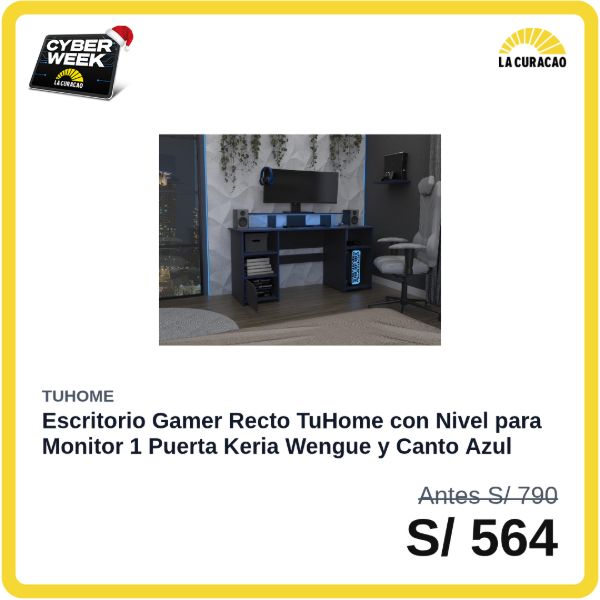 CYBER
WEEK
LA CURACAO
LA CURACAO
TUHOME
Escritorio Gamer Recto TuHome con Nivel para
Monitor 1 Puerta Keria Wengue y Canto Azul
Antes S/ 790
S/ 564